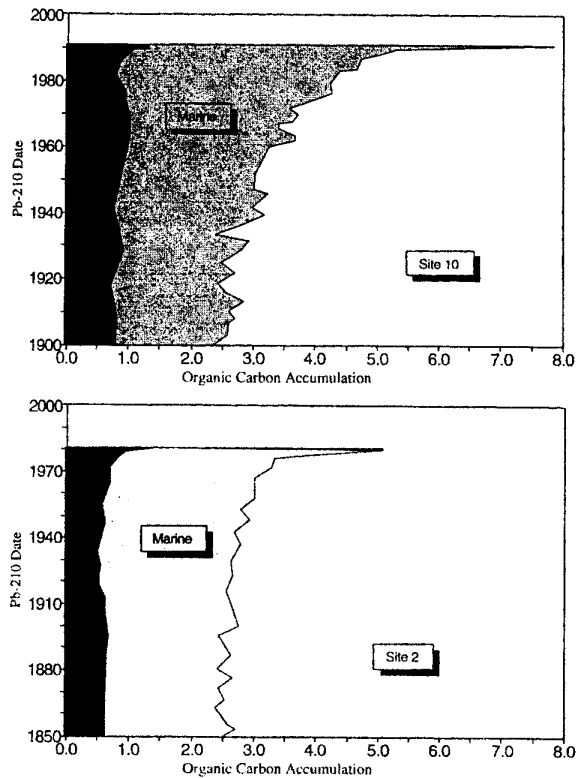 2000
1980
1960
1940
1920
1900
Pb-210 Date
Marine
Site 10
0.0 1.0 2.0 3.0 4.0 5.0 6.0 7.0 8.0
Organic Carbon Accumulation
2000
1970
1940
1910
1880
1850
Pb-210 Date
Marine
Site 2
0.0 1.0 2.0 3.0 4.0 5.0 6.0 7.0 8.0
Organic Carbon Accumulation